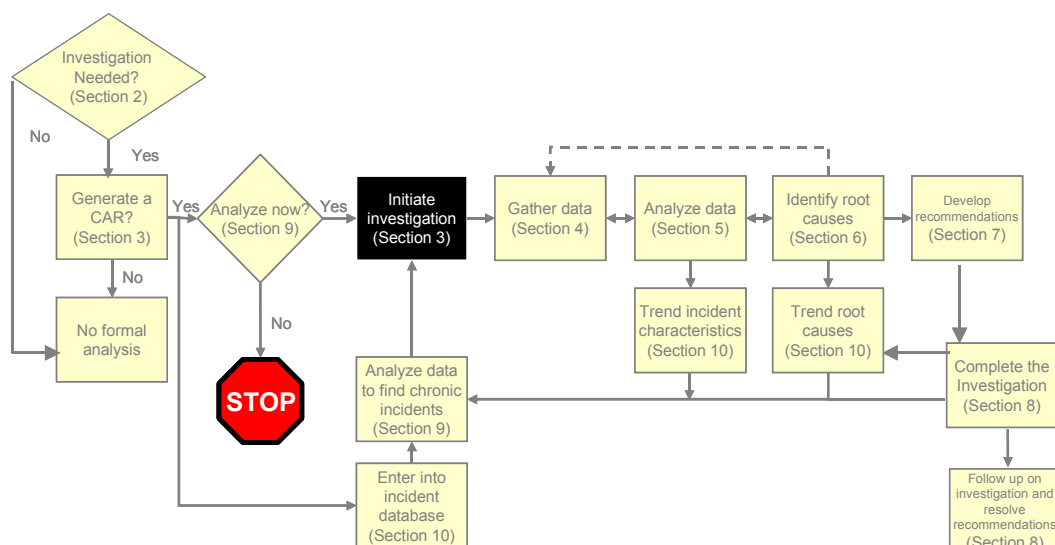 Investigation
Needed?
(Section 2)
No
Yes
Generate a
CAR?
(Section 3)
Yes
No
No formal
analysis
Analyze now?
(Section 9)
Yes
No
STOP
Initiate
investigation
(Section 3)
Gather data
(Section 4)
Analyze data
(Section 5)
Identify root
causes
(Section 6)
Develop
recommendations
(Section 7)
Trend incident
characteristics
(Section 10)
Trend root
causes
(Section 10)
Analyze data
to find chronic
incidents
(Section 9)
Complete the
Investigation
(Section 8)
Enter into
incident
database
(Section 10)
Follow up on
investigation and
resolve
recommendations
(Section 8)